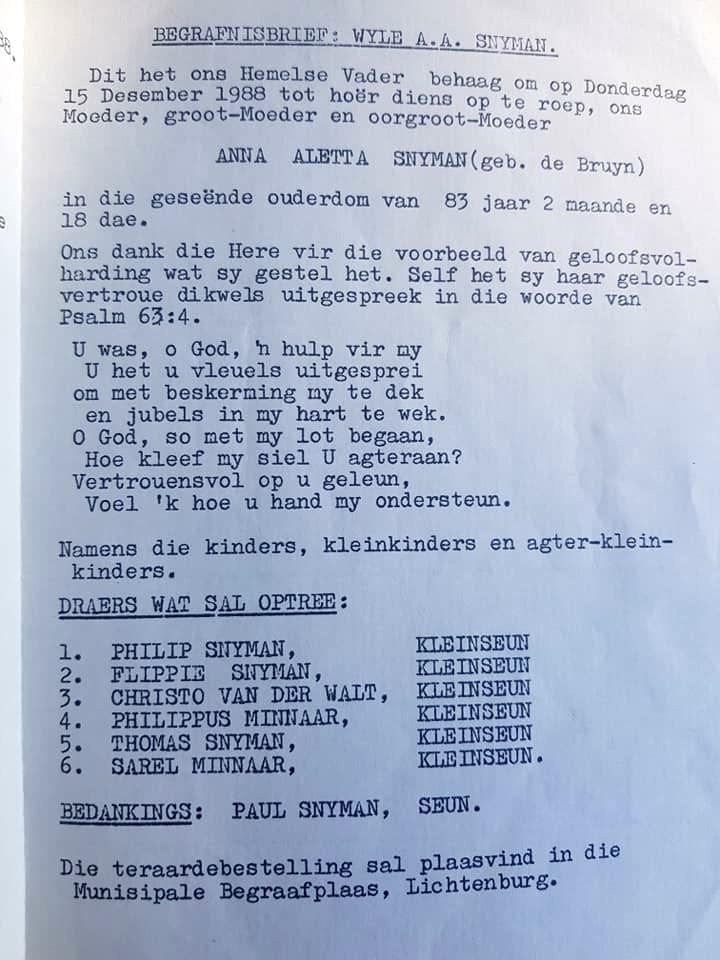 BEGRAFNISBRIEF: WYLE A.A. SNYMAN.
Dit het ons Hemelse Vader behaag om op Donderdag
15 Desember 1988 tot hoër diens op te roep, ons
Moeder, groot-Moeder en oorgroot-Moeder
ANNA ALETTA SNYMAN(geb. de Bruyn)
in die geseënde ouderdom van 83 jaar 2 maande en
18 dae.
Ons dank die Here vir die voorbeeld van geloofsvol-
harding wat sy gestel het. Self het sy haar geloofs-
vertroue dikwels uitgespreek in die woorde van
Psalm 63:4.
U was, o God, 'n hulp vir my
U het u vleuels uitgesprei
om met beskerming my te dek
en jubels in my hart te wek.
O God, so met my lot begaan,
Hoe kleef my siel U agteraan?
Vertrouensvol op u geleun,
Voel 'k hoe u hand my ondersteun.
Namens die kinders, kleinkinders en agter-klein-
kinders.
DRAERS WAT SAL OPTREE:
1. PHILIP SNYMAN, KLEINSEUN
2. FLIPPIE SNYMAN, KLEINSEUN
3. CHRISTO VAN DER WALT, KLEINSEUN
4. PHILIPPUS MINNAAR, KLEINSEUN
5. THOMAS SNYMAN, KLEINSEUN
6. SAREL MINNAAR, KLEINSEUN.
BEDANKINGS: PAUL SNYMAN, SEUN.
Die teraardebestelling sal plaasvind in die
Munisipale Begraafplaas, Lichtenburg.